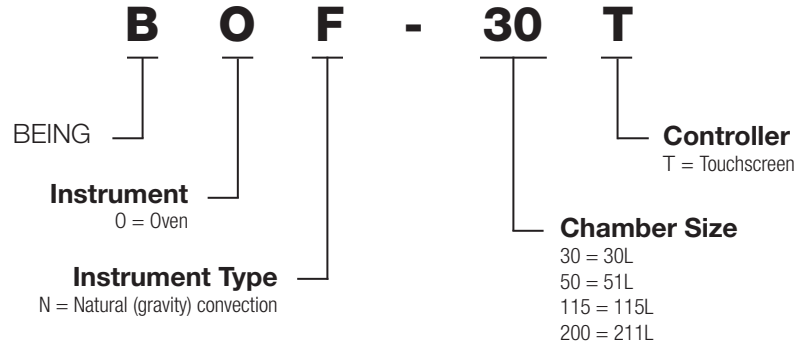 B O F - 30 T
BEING
Controller
T = Touchscreen
Instrument
O = Oven
Chamber Size
30 = 30L
50 = 51L
115 = 115L
200 = 211L
Instrument Type
N = Natural (gravity) convection